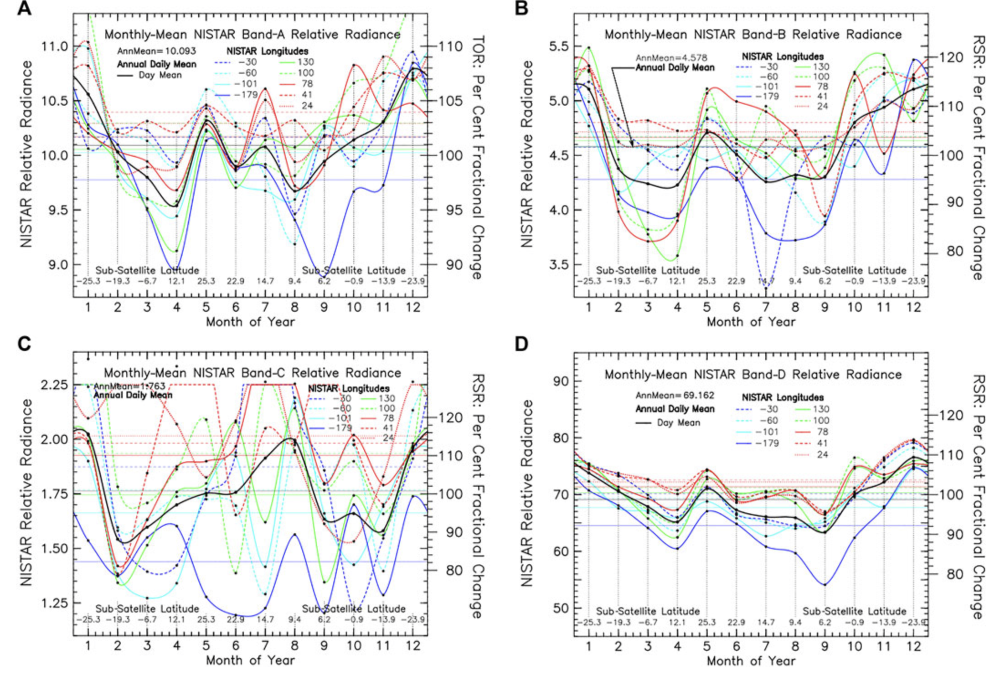 A
Monthly-Mean NISTAR Band-A Relative Radiance
AnnMean=10.093
Annual Daily Mean
Day Mean
NISTAR Longitudes
-30 130
-60 100
-101 78
-179 41
24
11.0
10.5
10.0
9.5
9.0
110
105
100
95
90
NISTAR Relative Radiance
TOR: Per Cent Fractional Change
Sub-Satellite Latitude Sub-Satellite Latitude
-25.3 -19.3 -6.7 12.1 25.3 22.9 14.7 9.4 6.2 -0.9 -13.9 -23.9
1 2 3 4 5 6 7 8 9 10 11 12
Month of Year
B
Monthly-Mean NISTAR Band-B Relative Radiance
AnnMean=4.578
Annual Daily Mean
NISTAR Longitudes
-30 130
-60 100
-101 78
-179 41
24
5.5
5.0
4.5
4.0
3.5
120
110
100
90
80
NISTAR Relative Radiance
RSR: Per Cent Fractional Change
Sub-Satellite Latitude Sub-Satellite Latitude
-25.3 -19.3 -6.7 12.1 25.3 22.9 14.7 9.4 6.2 -0.9 -13.9 -23.9
1 2 3 4 5 6 7 8 9 10 11 12
Month of Year
C
Monthly-Mean NISTAR Band-C Relative Radiance
AnnMean=1.763
Annual Daily Mean
NISTAR Longitudes
-30 130
-60 100
-101 78
-179 41
24
2.25
2.00
1.75
1.50
1.25
120
110
100
90
80
NISTAR Relative Radiance
RSR: Per Cent Fractional Change
Sub-Satellite Latitude Sub-Satellite Latitude
-25.3 -19.3 -6.7 12.1 25.3 22.9 14.7 9.4 6.2 -0.9 -13.9 -23.9
1 2 3 4 5 6 7 8 9 10 11 12
Month of Year
D
Monthly-Mean NISTAR Band-D Relative Radiance
AnnMean=69.162
Annual Daily Mean
Day Mean
NISTAR Longitudes
-30 130
-60 100
-101 78
-179 41
24
90
80
70
60
50
120
110
100
90
80
NISTAR Relative Radiance
RSR: Per Cent Fractional Change
Sub-Satellite Latitude Sub-Satellite Latitude
-25.3 -19.3 -6.7 12.1 25.3 22.9 14.7 9.4 6.2 -0.9 -13.9 -23.9
1 2 3 4 5 6 7 8 9 10 11 12
Month of Year